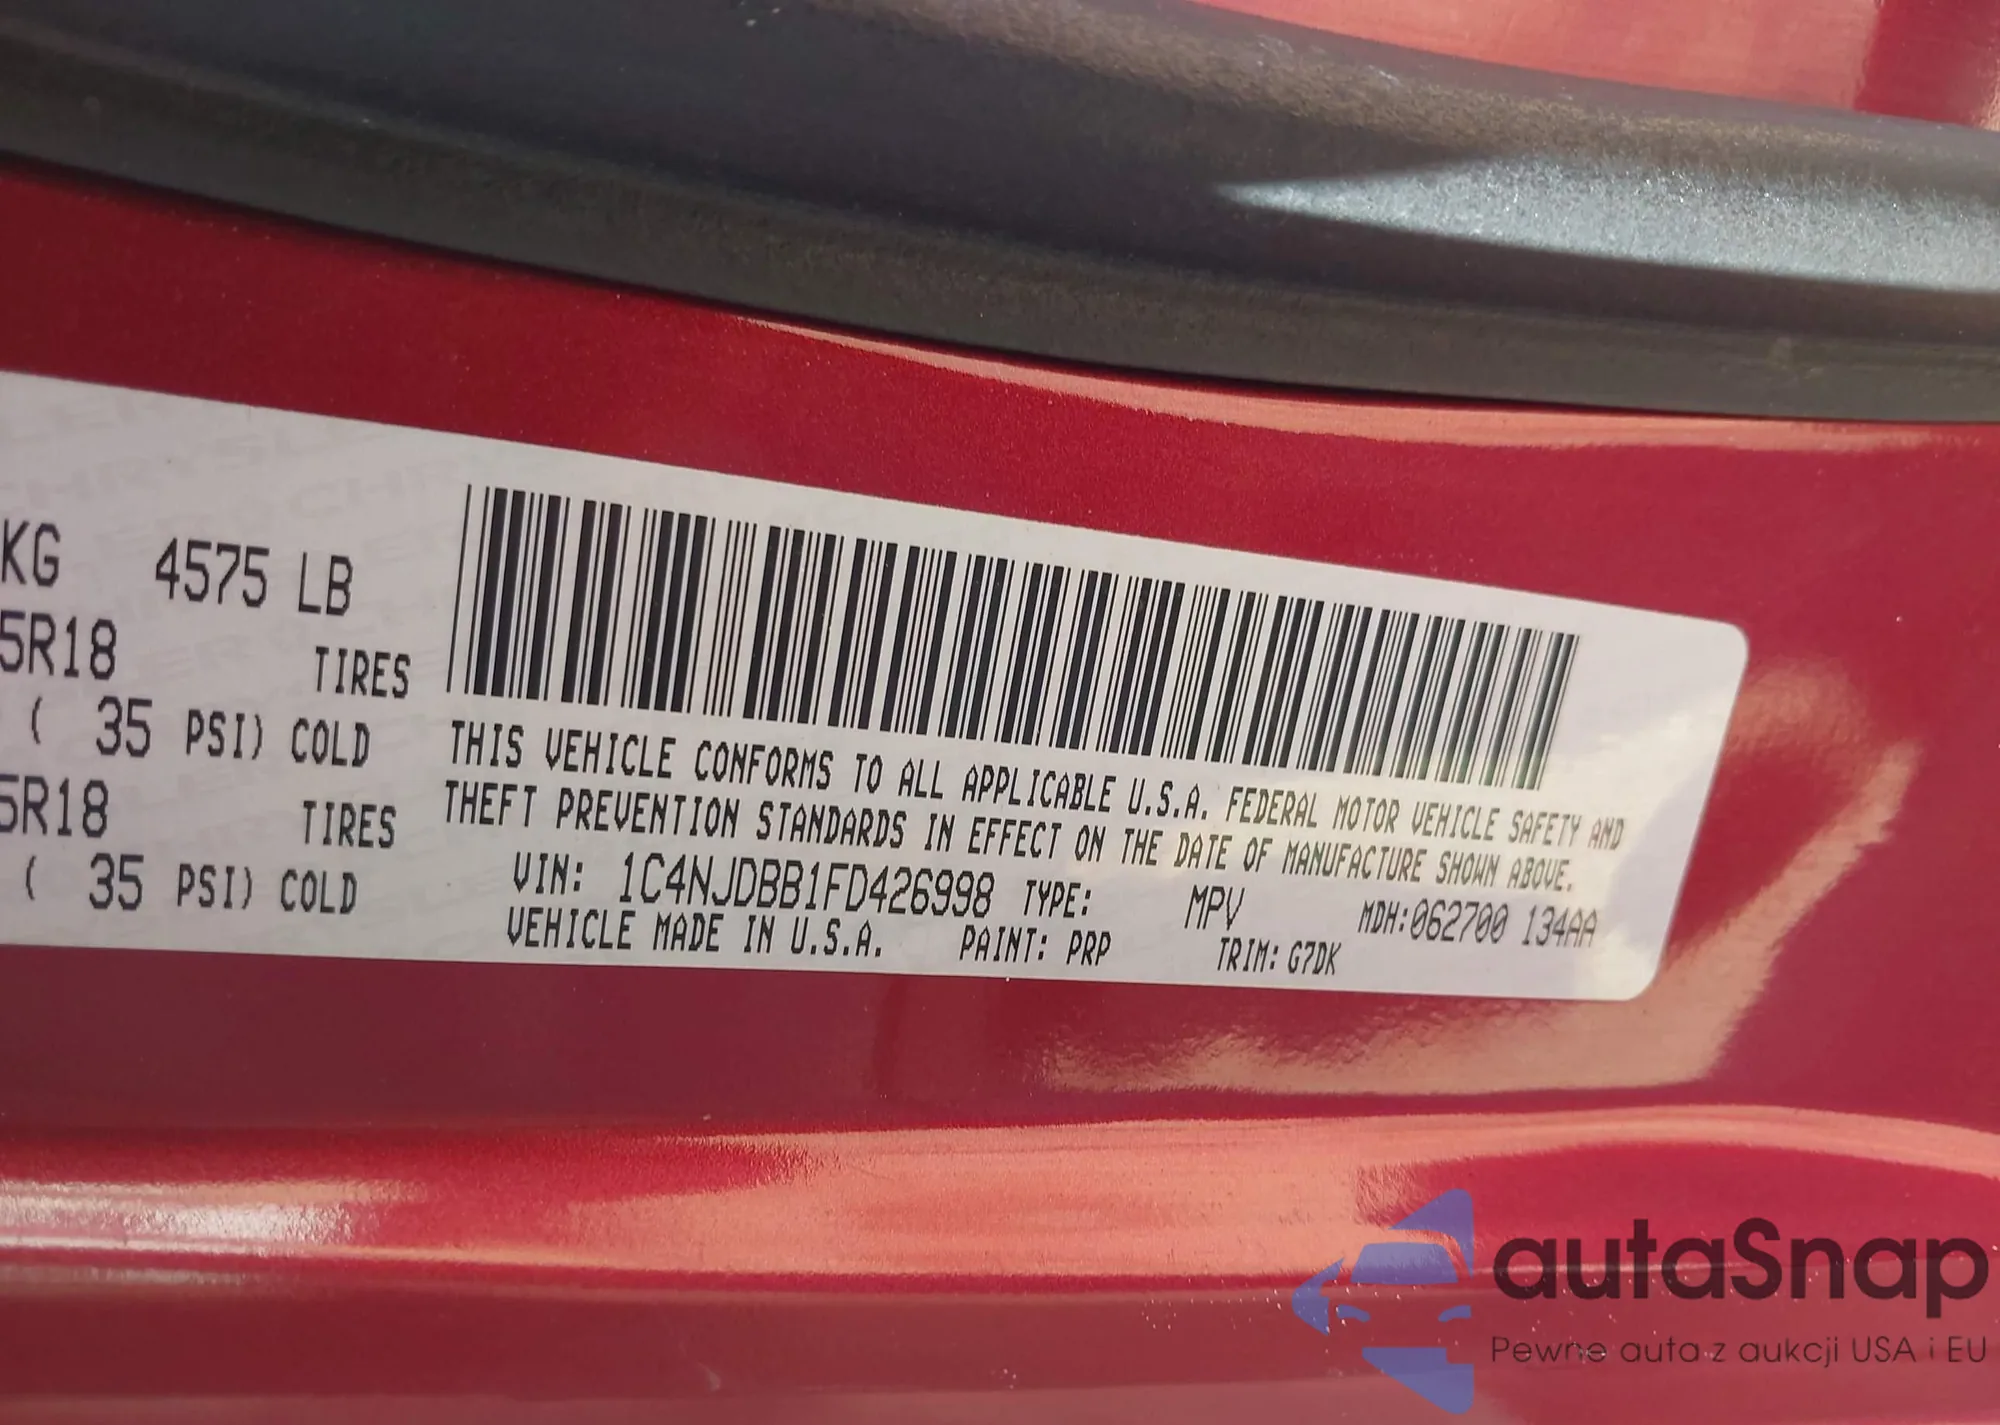 KG 4575 LB
5R18 TIRES
( 35 PSI) COLD
5R18 TIRES
( 35 PSI) COLD
THIS VEHICLE CONFORMS TO ALL APPLICABLE U.S.A. FEDERAL MOTOR VEHICLE SAFETY AND
THEFT PREVENTION STANDARDS IN EFFECT ON THE DATE OF MANUFACTURE SHOWN ABOVE.
VIN: 1C4NJDBB1FD426998 TYPE: MPV MDH:062700 134AA
VEHICLE MADE IN U.S.A. PAINT: PRP TRIM: G7DK
autaSnap
Pewne auta z aukcji USA i EU